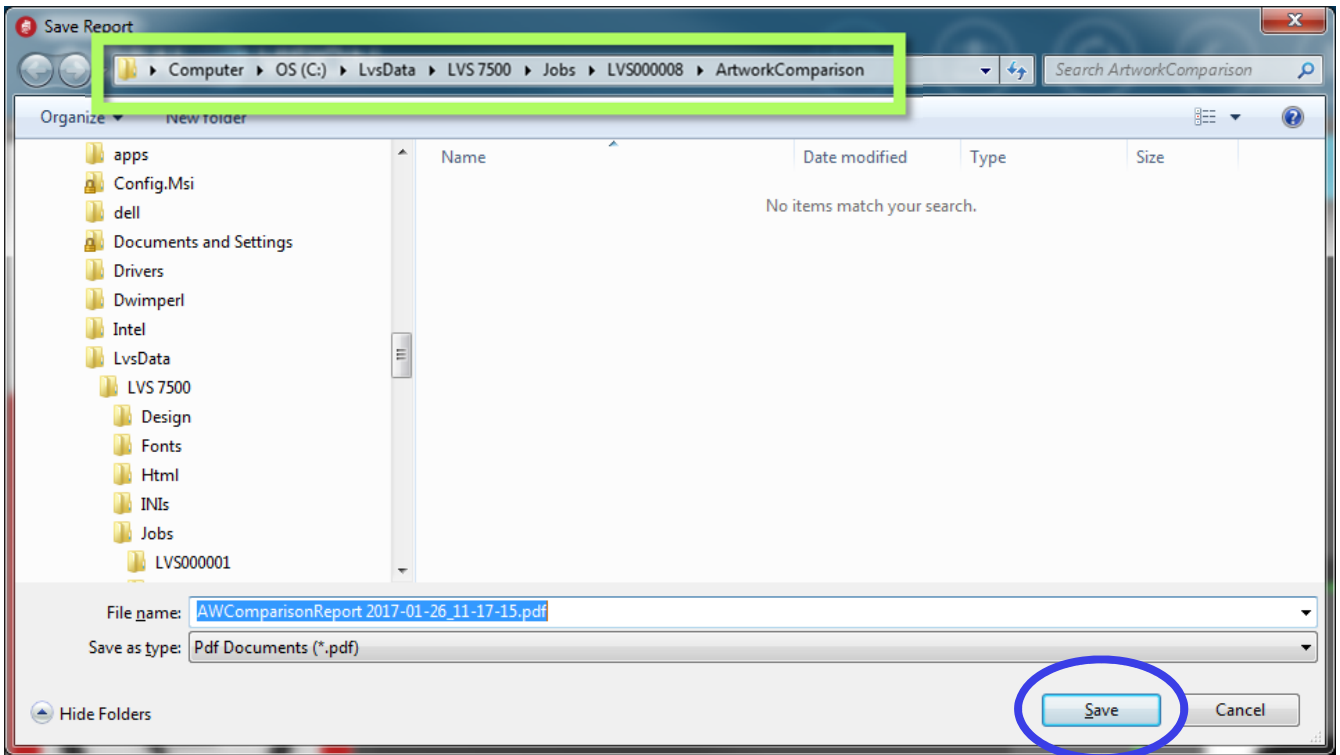 Save Report
Computer OS (C:) LvsData LVS 7500 Jobs LVS000008 ArtworkComparison Search ArtworkComparison
Organize New folder
Name Date modified Type Size
No items match your search.
apps
Config.Msi
dell
Documents and Settings
Drivers
Dwimperl
Intel
LvsData
LVS 7500
Design
Fonts
Html
INIs
Jobs
LVS000001
File name: AWComparisonReport 2017-01-26_11-17-15.pdf
Save as type: Pdf Documents (*.pdf)
Hide Folders Save Cancel